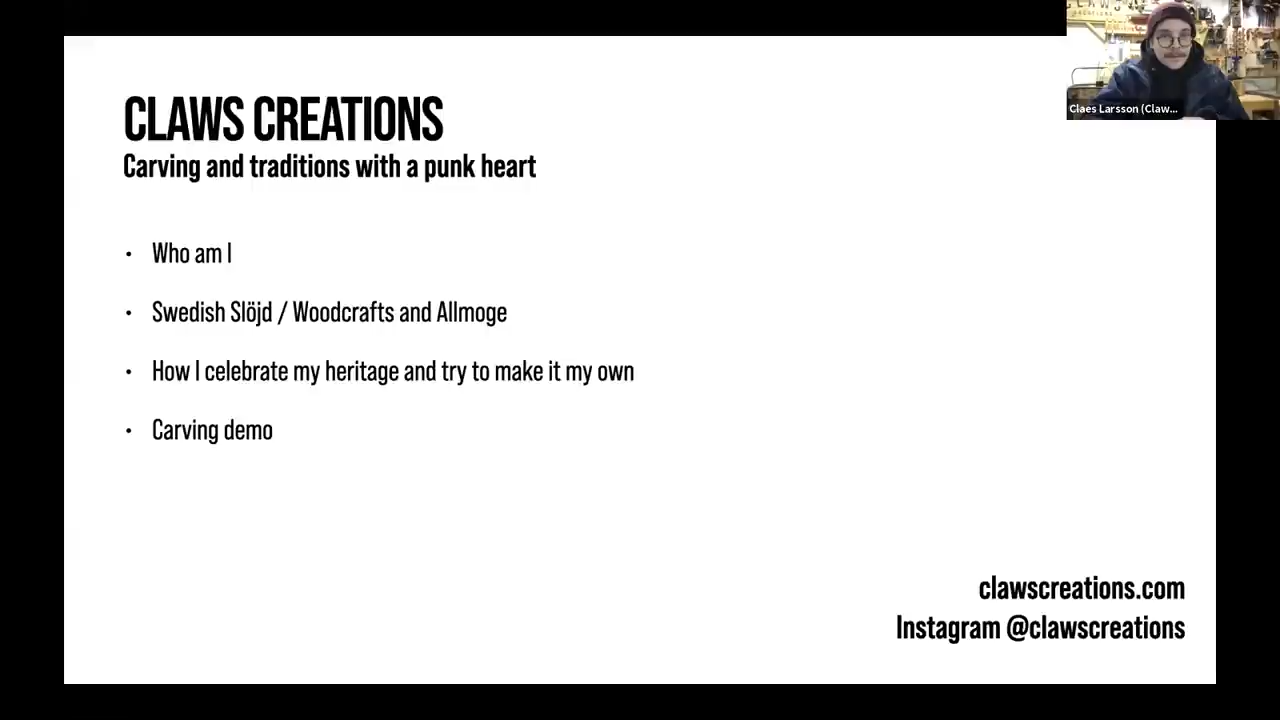 CLAWS CREATIONS
Carving and traditions with a punk heart
• Who am I
• Swedish Slöjd / Woodcrafts and Allmoge
• How I celebrate my heritage and try to make it my own
• Carving demo
clawscreations.com
Instagram @clawscreations
Claes Larsson (Claw...